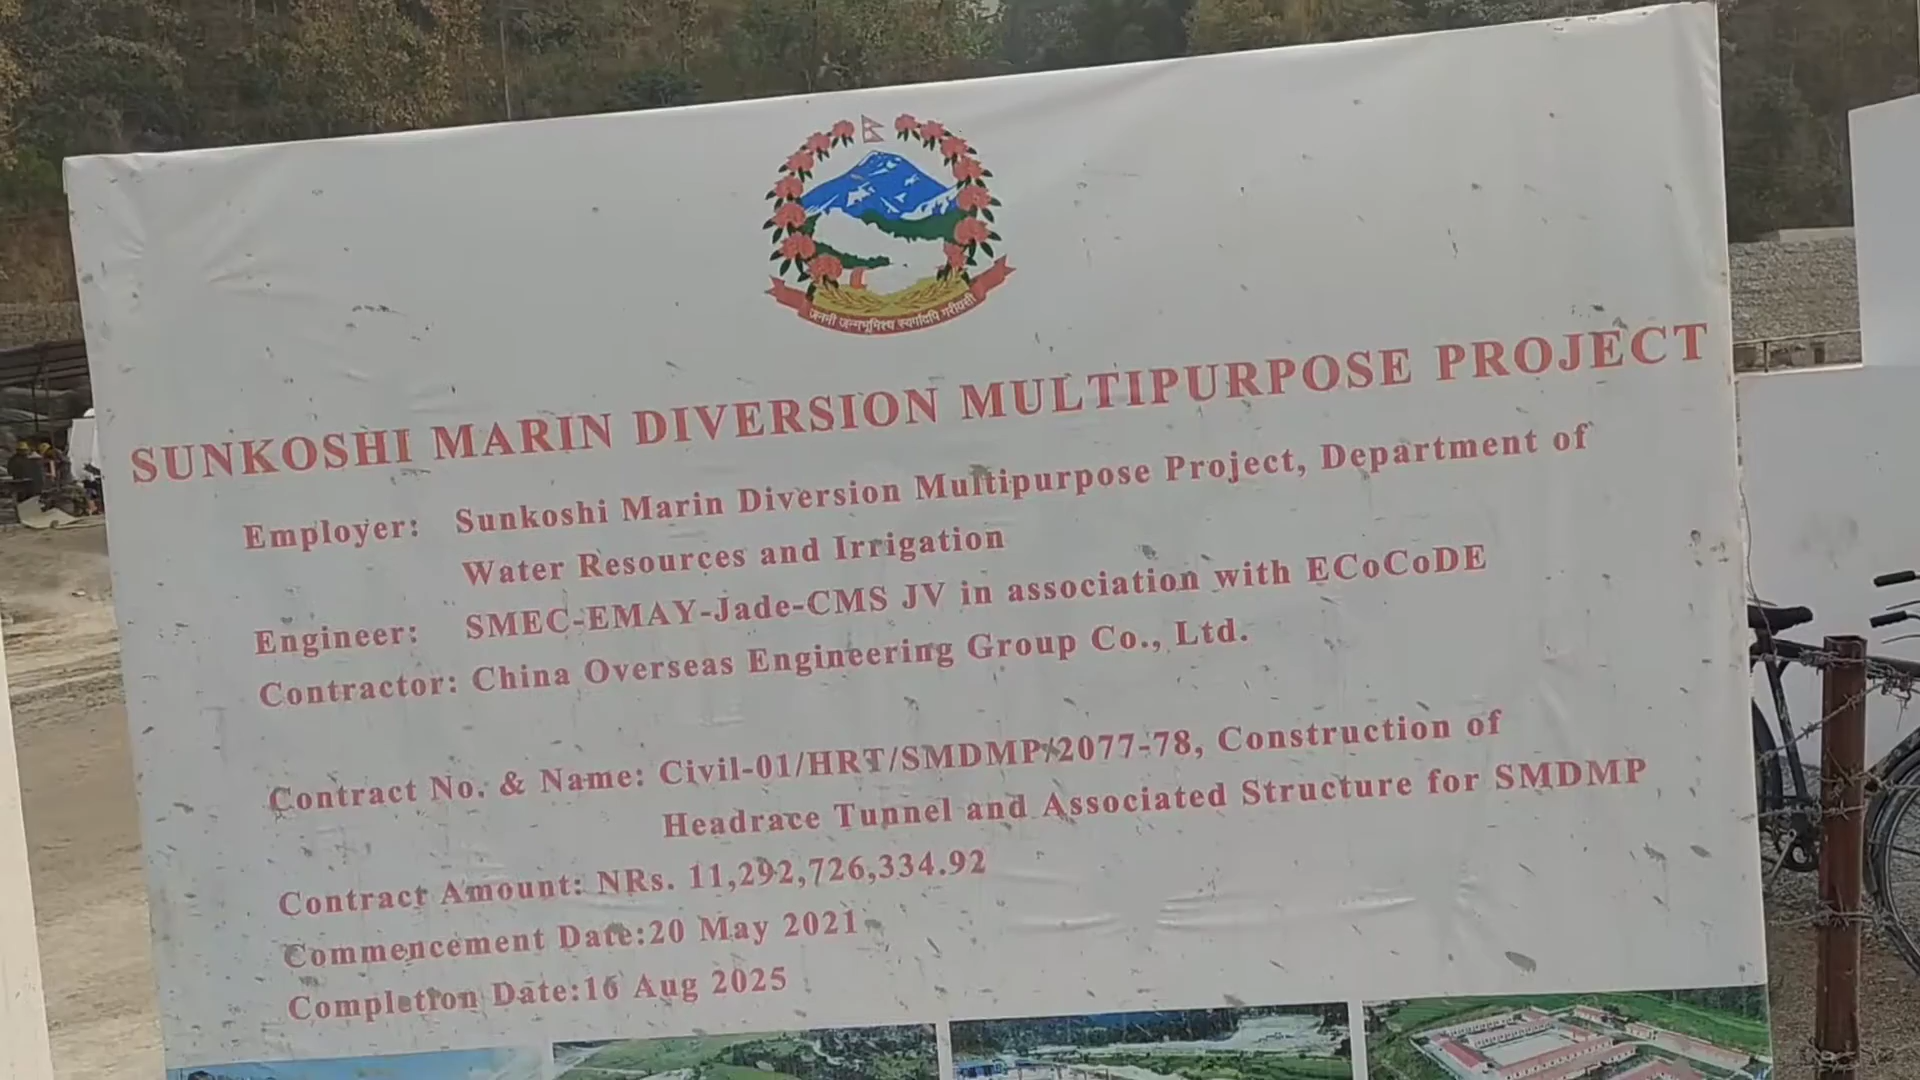 जननी जन्मभूमिश्च स्वर्गादपि गरीयसी
SUNKOSHI MARIN DIVERSION MULTIPURPOSE PROJECT
Employer: Sunkoshi Marin Diversion Multipurpose Project, Department of
Water Resources and Irrigation
Engineer: SMEC-EMAY-Jade-CMS JV in association with ECoCoDE
Contractor: China Overseas Engineering Group Co., Ltd.
Contract No. & Name: Civil-01/HRT/SMDMP/2077-78, Construction of
Headrace Tunnel and Associated Structure for SMDMP
Contract Amount: NRs. 11,292,726,334.92
Commencement Date:20 May 2021
Completion Date:16 Aug 2025